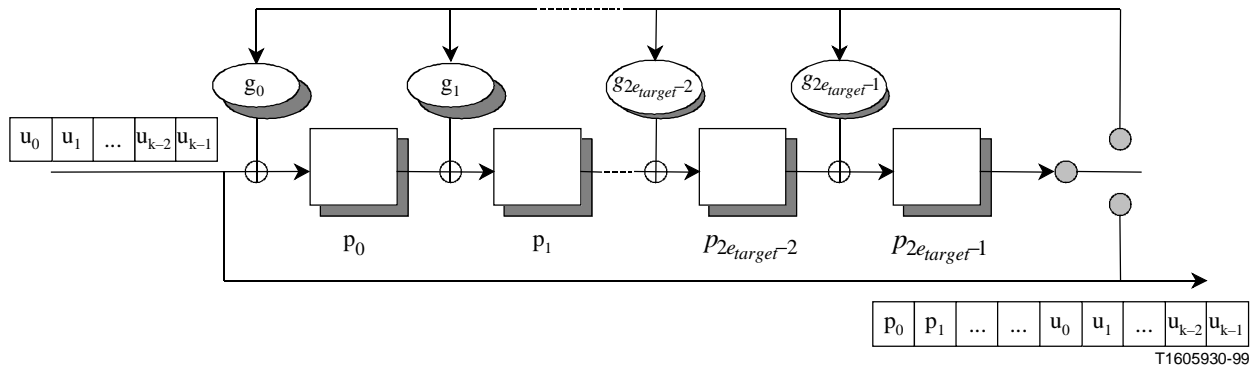 g₀ g₁ g₂ₑₜₐᵣgₑₜ₋₂ g₂ₑₜₐᵣgₑₜ₋₁
u₀ u₁ ... uₖ₋₂ uₖ₋₁
p₀ p₁ p₂ₑₜₐᵣgₑₜ₋₂ p₂ₑₜₐᵣgₑₜ₋₁
p₀ p₁ ... ... u₀ u₁ ... uₖ₋₂ uₖ₋₁
T1605930-99